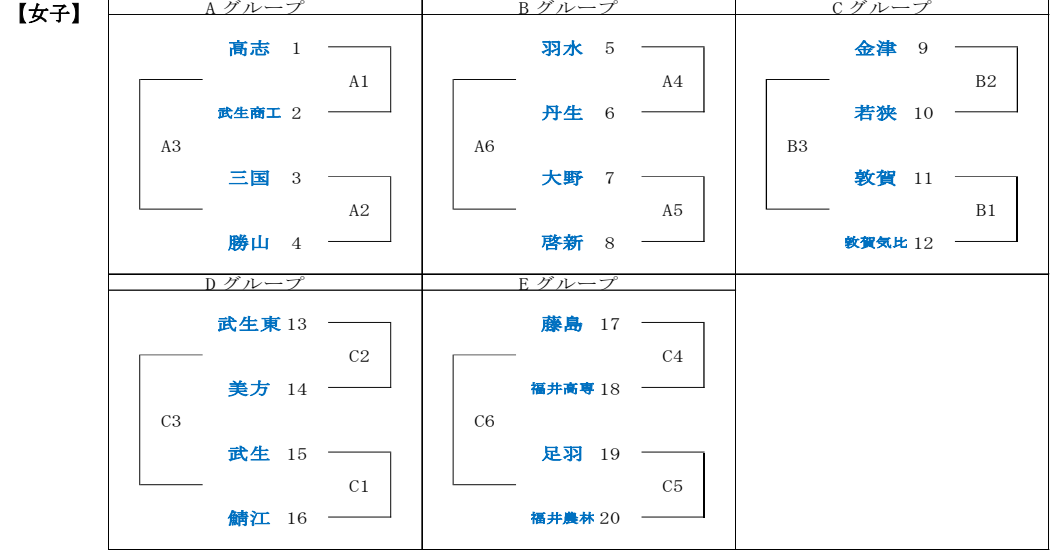 【女子】
Aグループ
高志 1
A1
武生商工 2
A3
三国 3
A2
勝山 4
Bグループ
羽水 5
A4
丹生 6
A6
大野 7
A5
啓新 8
Cグループ
金津 9
B2
若狭 10
B3
敦賀 11
B1
敦賀気比 12
Dグループ
武生東 13
C2
美方 14
C3
武生 15
C1
鯖江 16
Eグループ
藤島 17
C4
福井高専 18
C6
足羽 19
C5
福井農林 20